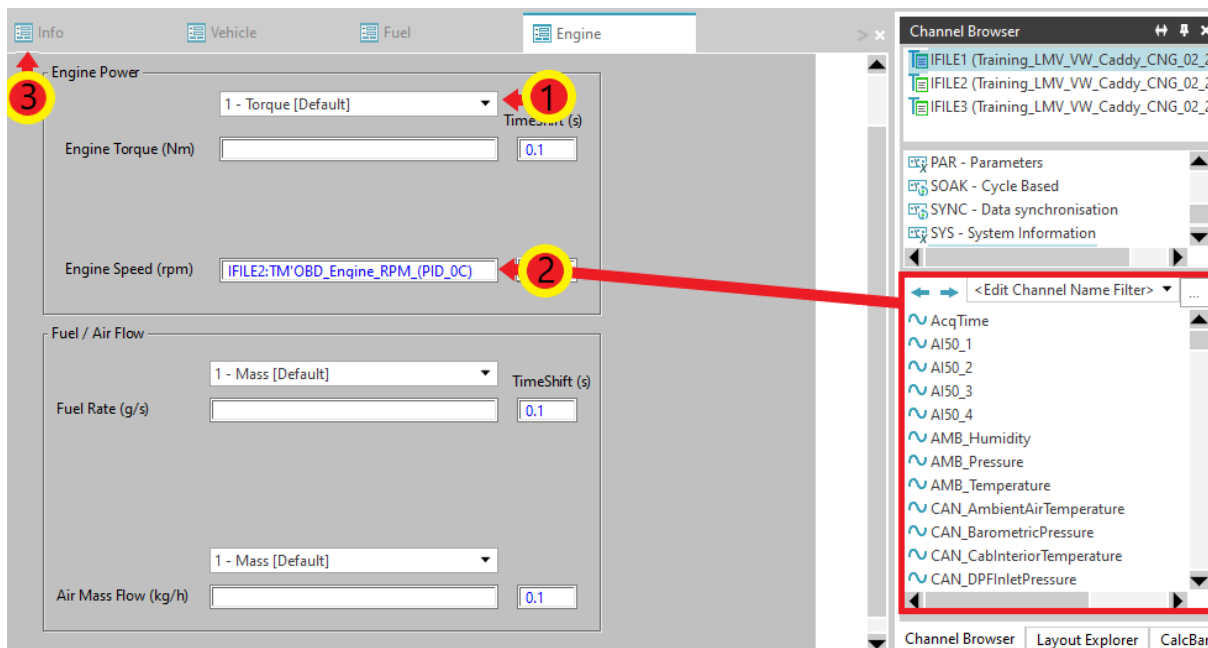 Info
Vehicle
Fuel
Engine
3
Engine Power
1 - Torque [Default]
1
TimeShift (s)
Engine Torque (Nm)
0.1
Engine Speed (rpm)
IFILE2:TM'OBD_Engine_RPM_(PID_0C)
2
Fuel / Air Flow
1 - Mass [Default]
TimeShift (s)
Fuel Rate (g/s)
0.1
1 - Mass [Default]
Air Mass Flow (kg/h)
0.1
Channel Browser
IFILE1 (Training_LMV_VW_Caddy_CNG_02_2
IFILE2 (Training_LMV_VW_Caddy_CNG_02_2
IFILE3 (Training_LMV_VW_Caddy_CNG_02_2
PAR - Parameters
SOAK - Cycle Based
SYNC - Data synchronisation
SYS - System Information
<Edit Channel Name Filter>
...
AcqTime
AI50_1
AI50_2
AI50_3
AI50_4
AMB_Humidity
AMB_Pressure
AMB_Temperature
CAN_AmbientAirTemperature
CAN_BarometricPressure
CAN_CabInteriorTemperature
CAN_DPFInletPressure
Channel Browser
Layout Explorer
CalcBar